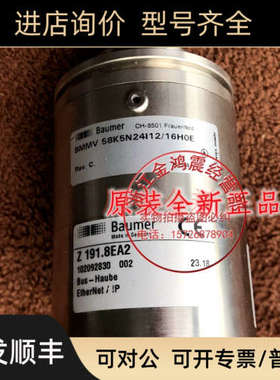 进店询价 型号齐全
Baumer CH-8501 Frauenfeld
BMMV 58K5N24I12/16H0E
Rev. C.
原装全新正品
Baumer
CE
Z 191.8EA2
102092830 002
23.18
Bus-Haube
EtherNet / IP
发顺丰
可对公 可开专票/普票